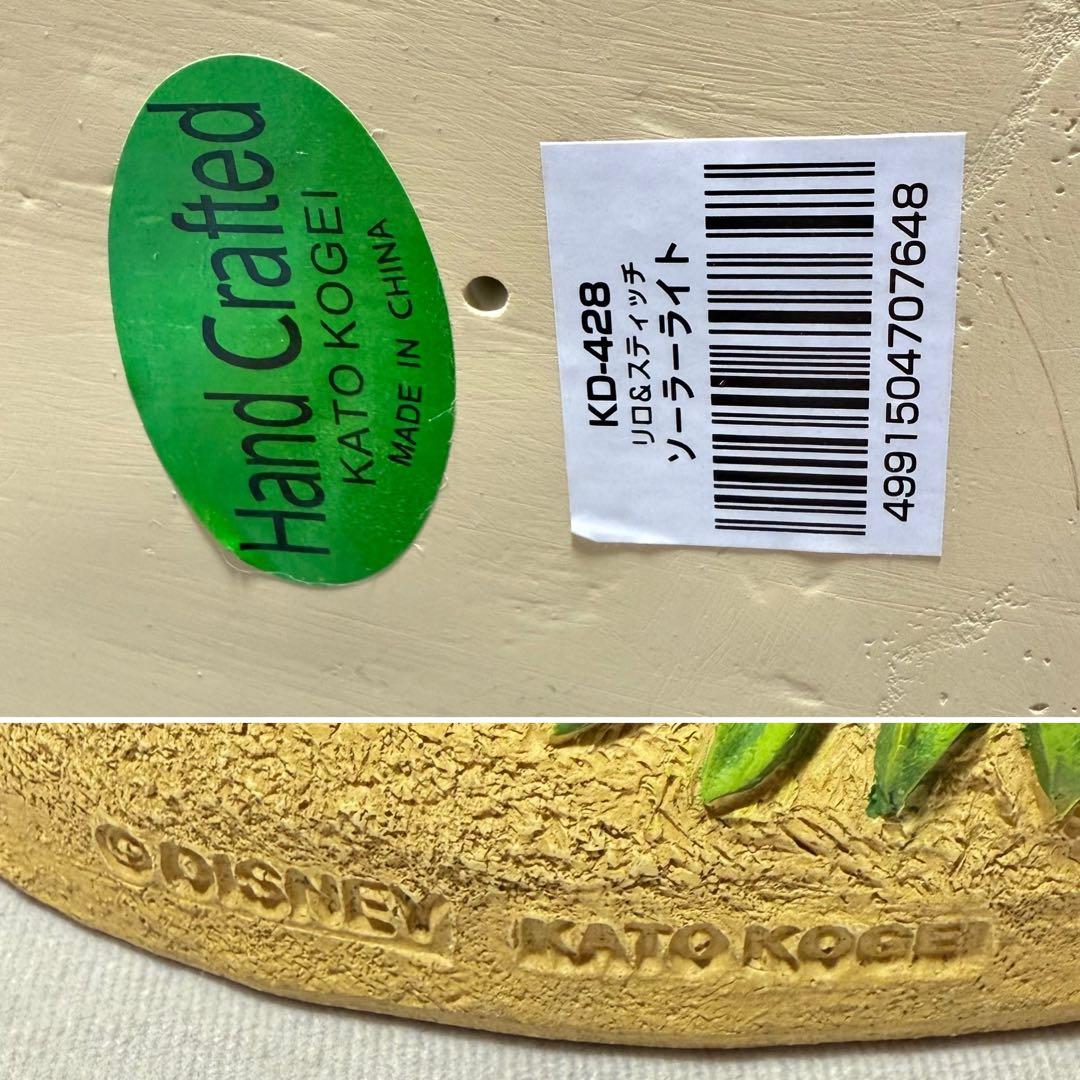 Hand Crafted
KATO KOGEI
MADE IN CHINA
KD-428
リロ&スティッチ
ソーラーライト
4991504707648
©DISNEY KATO KOGEI